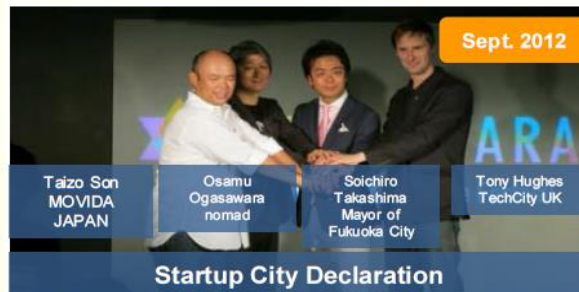 Sept. 2012
ARA
Taizo Son
MOVIDA
JAPAN
Osamu
Ogasawara
nomad
Soichiro
Takashima
Mayor of
Fukuoka City
Tony Hughes
TechCity UK
Startup City Declaration